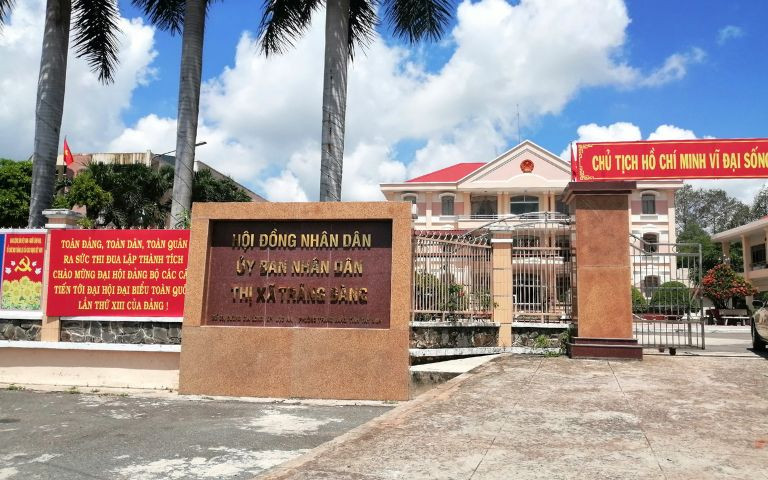 TOÀN ĐẢNG, TOÀN DÂN, TOÀN QUÂN
RA SỨC THI ĐUA LẬP THÀNH TÍCH
CHÀO MỪNG ĐẠI HỘI ĐẢNG BỘ CÁC CẤ
TIẾN TỚI ĐẠI HỘI ĐẠI BIỂU TOÀN QUỐC
LẦN THỨ XIII CỦA ĐẢNG !
HỘI ĐỒNG NHÂN DÂN
ỦY BAN NHÂN DÂN
THỊ XÃ TRẢNG BÀNG
CHỦ TỊCH HỒ CHÍ MINH VĨ ĐẠI SỐNG